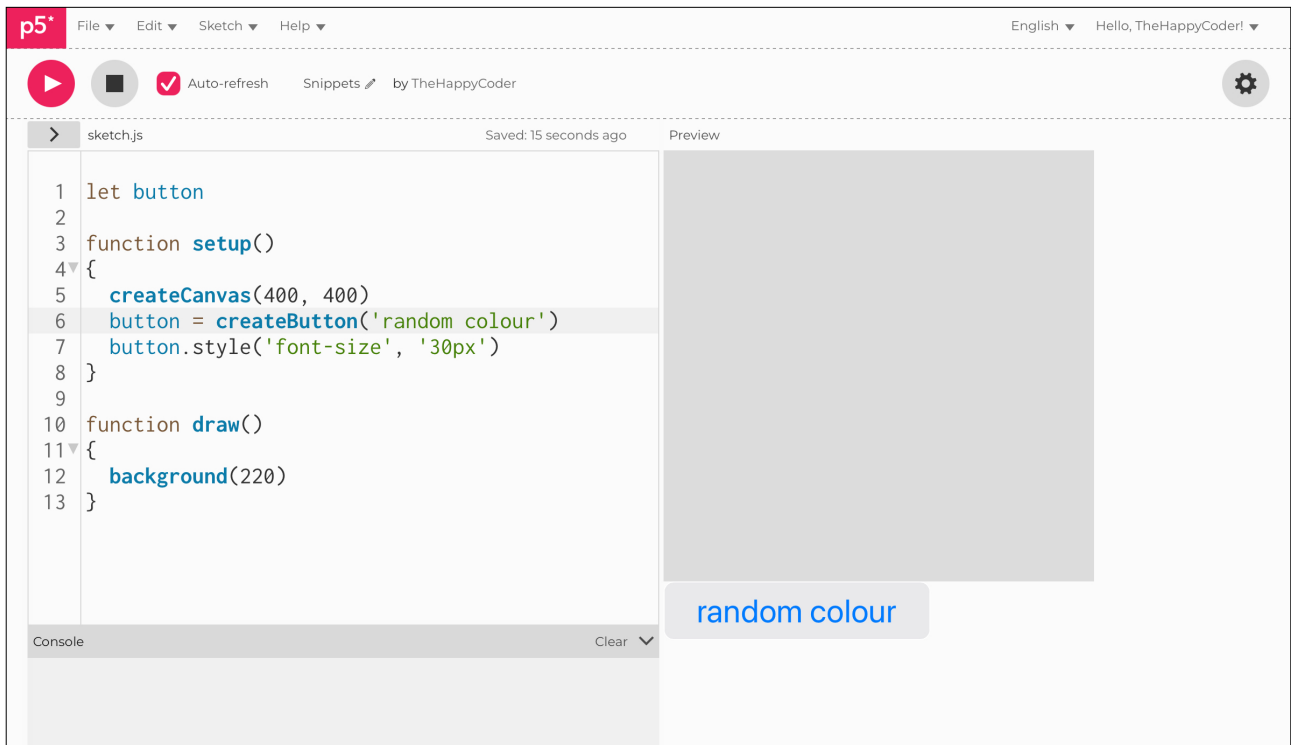 p5* File Edit Sketch Help English Hello, TheHappyCoder!
Auto-refresh Snippets by TheHappyCoder
sketch.js Saved: 15 seconds ago Preview
1 let button
2
3 function setup()
4 {
5 createCanvas(400, 400)
6 button = createButton('random colour')
7 button.style('font-size', '30px')
8 }
9
10 function draw()
11 {
12 background(220)
13 }
random colour
Console Clear